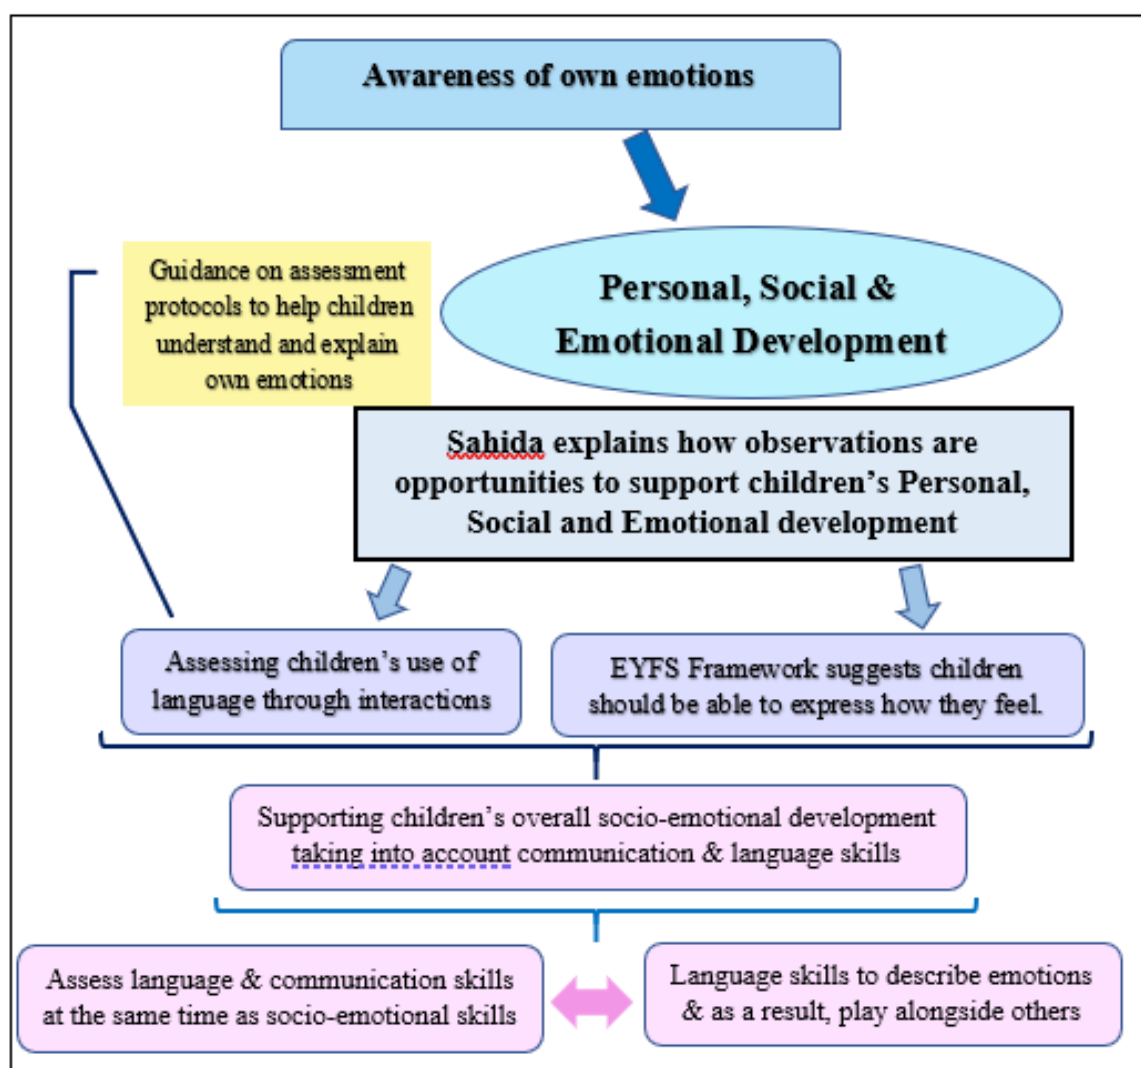 Awareness of own emotions
Guidance on assessment
protocols to help children
understand and explain
own emotions
Personal, Social &
Emotional Development
Sahida explains how observations are
opportunities to support children’s Personal,
Social and Emotional development
Assessing children’s use of
language through interactions
EYFS Framework suggests children
should be able to express how they feel.
Supporting children’s overall socio-emotional development
taking into account communication & language skills
Assess language & communication skills
at the same time as socio-emotional skills
Language skills to describe emotions
& as a result, play alongside others